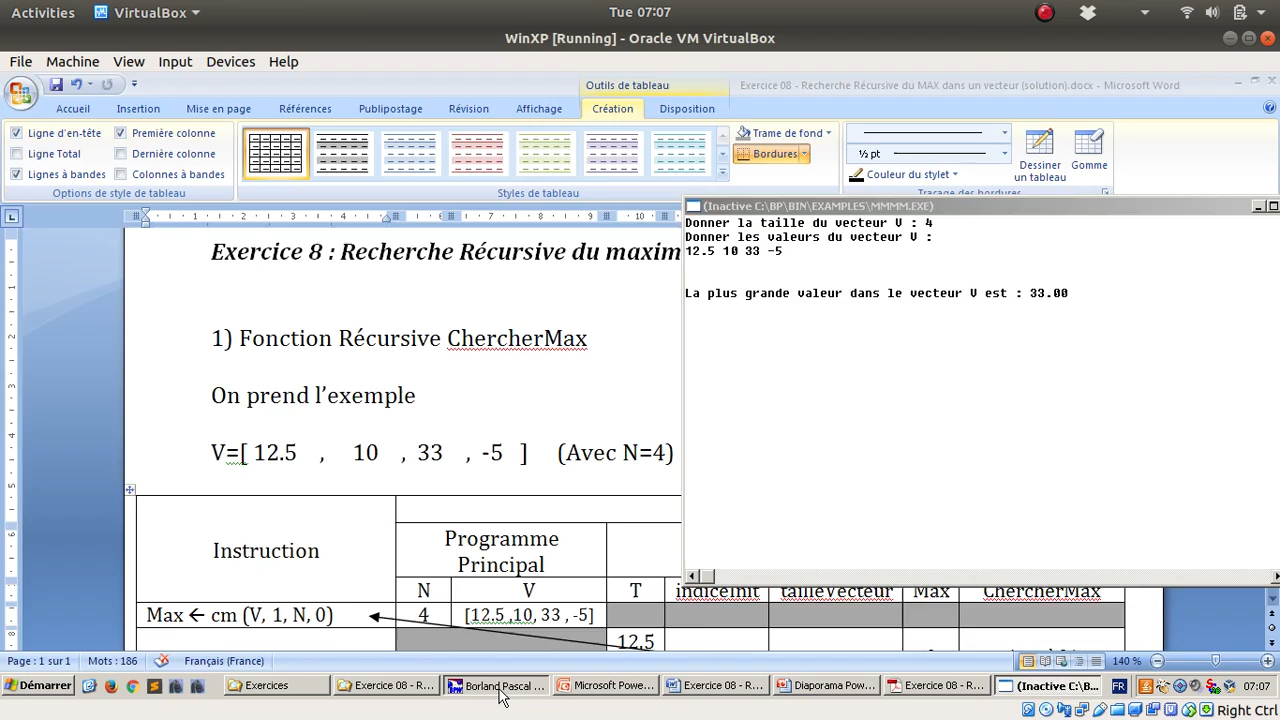 Activities VirtualBox Tue 07:07
WinXP [Running] - Oracle VM VirtualBox
File Machine View Input Devices Help
Outils de tableau Exercice 08 - Recherche Récursive du MAX dans un vecteur (solution).docx - Microsoft Word
Accueil Insertion Mise en page Références Publipostage Révision Affichage Création Disposition
Ligne d'en-tête Première colonne
Ligne Total Dernière colonne
Lignes à bandes Colonnes à bandes
Options de style de tableau
Styles de tableau
Trame de fond
Bordures
½ pt
Couleur du stylet
Dessiner un tableau
Gomme
Traçage des bordures
(Inactive C:\BP\BIN\EXAMPLES\MMMM.EXE)
Donner la taille du vecteur V : 4
Donner les valeurs du vecteur V :
12.5 10 33 -5
La plus grande valeur dans le vecteur V est : 33.00
Exercice 8 : Recherche Récursive du maxim
1) Fonction Récursive ChercherMax
On prend l'exemple
V=[ 12.5 , 10 , 33 , -5 ] (Avec N=4)
Instruction
Programme
Principal
N V T indiceInit tailleVecteur Max ChercherMax
Max ← cm (V, 1, N, 0) 4 [12.5 ,10, 33 , -5]
12.5
Page : 1 sur 1 Mots : 186 Français (France) 140 %
Démarrer Exercices Exercice 08 - R... Borland Pascal ... Microsoft Powe... Exercice 08 - R... Diaporama Pow... Exercice 08 - R... (Inactive C:\B... FR 07:07
Right Ctrl